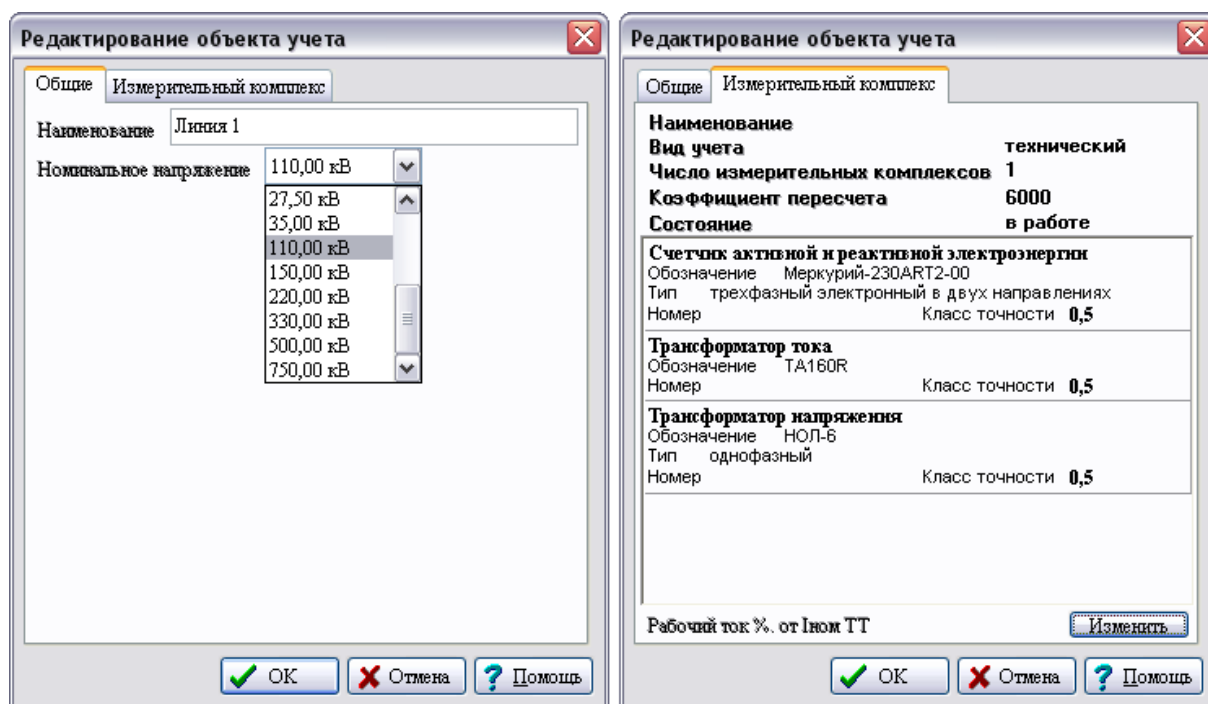 Редактирование объекта учета
Общие Измерительный комплекс
Наименование Линия 1
Номинальное напряжение 110,00 кВ
27,50 кВ
35,00 кВ
110,00 кВ
150,00 кВ
220,00 кВ
330,00 кВ
500,00 кВ
750,00 кВ
OK Отмена Помощь
Редактирование объекта учета
Общие Измерительный комплекс
Наименование
Вид учета технический
Число измерительных комплексов 1
Коэффициент пересчета 6000
Состояние в работе
Счетчик активной и реактивной электроэнергии
Обозначение Меркурий-230ART2-00
Тип трехфазный электронный в двух направлениях
Номер Класс точности 0,5
Трансформатор тока
Обозначение TA160R
Номер Класс точности 0,5
Трансформатор напряжения
Обозначение НОЛ-6
Тип однофазный
Номер Класс точности 0,5
Рабочий ток %. от Iном ТТ Изменить
OK Отмена Помощь